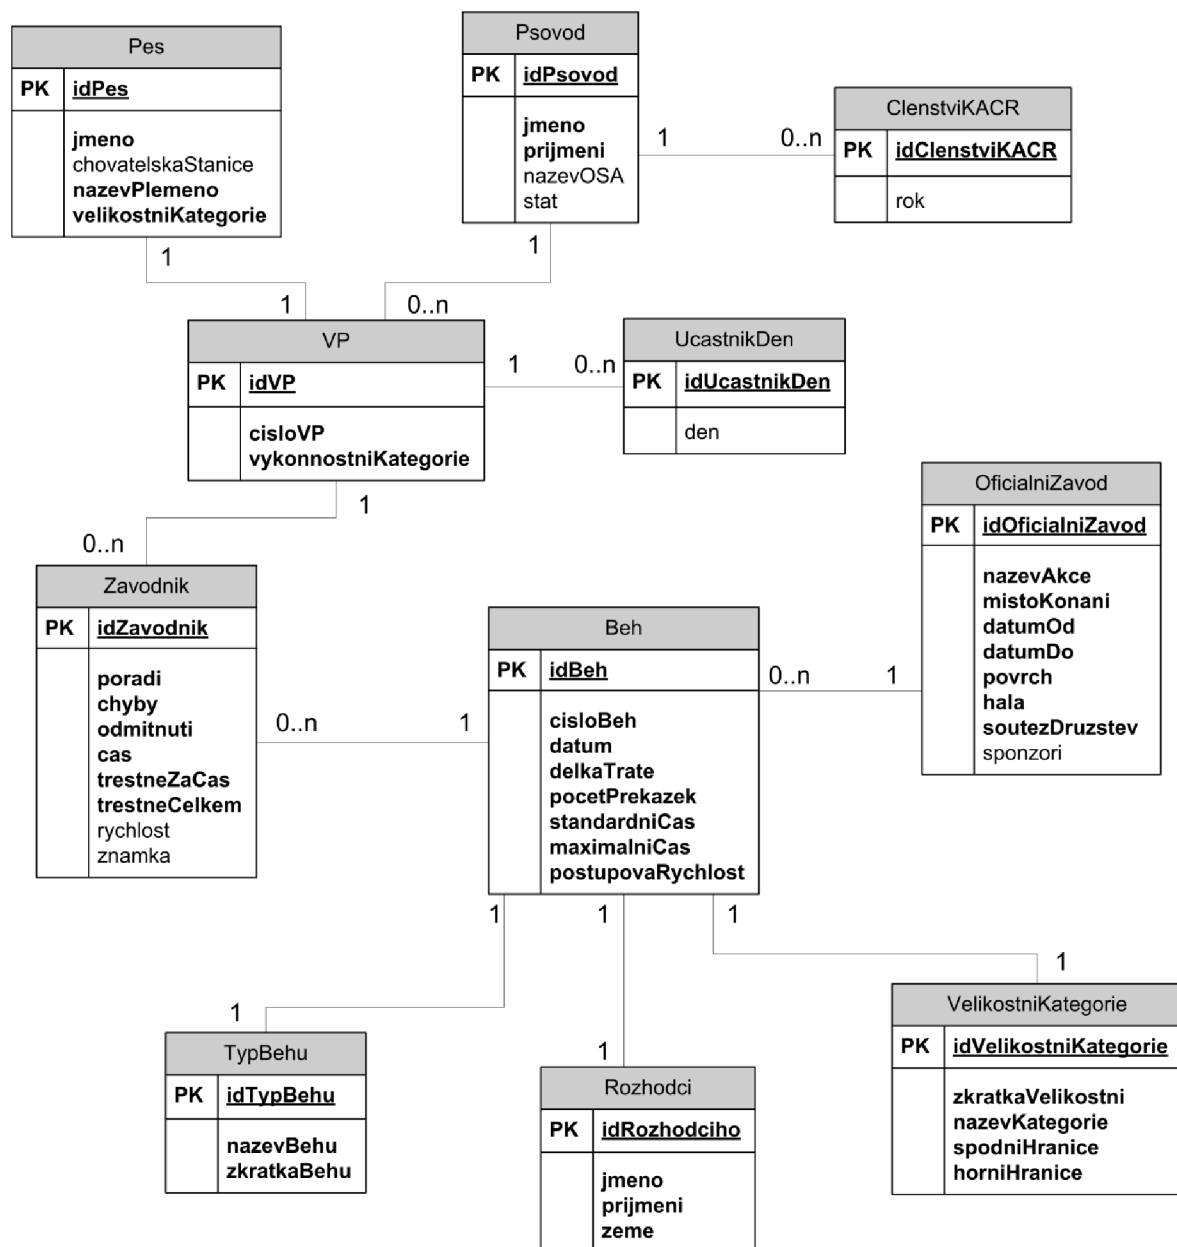 Pes
PK idPes
jmeno
chovatelskaStanice
nazevPlemeno
velikostniKategorie
Psovod
PK idPsovod
jmeno
prijmeni
nazevOSA
stat
1 0..n
ClenstviKACR
PK idClenstviKACR
rok
1
1
1
0..n
VP
PK idVP
cisloVP
vykonnostniKategorie
1 0..n
UcastnikDen
PK idUcastnikDen
den
1
0..n
Zavodnik
PK idZavodnik
poradi
chyby
odmitnuti
cas
trestneZaCas
trestneCelkem
rychlost
znamka
0..n 1
Beh
PK idBeh
cisloBeh
datum
delkaTrate
pocetPrekazek
standardniCas
maximalniCas
postupovaRychlost
0..n 1
OficialniZavod
PK idOficialniZavod
nazevAkce
mistoKonani
datumOd
datumDo
povrch
hala
soutezDruzstev
sponzori
1 1 1
1
1
1
TypBehu
PK idTypBehu
nazevBehu
zkratkaBehu
Rozhodci
PK idRozhodciho
jmeno
prijmeni
zeme
VelikostniKategorie
PK idVelikostniKategorie
zkratkaVelikostni
nazevKategorie
spodniHranice
horniHranice